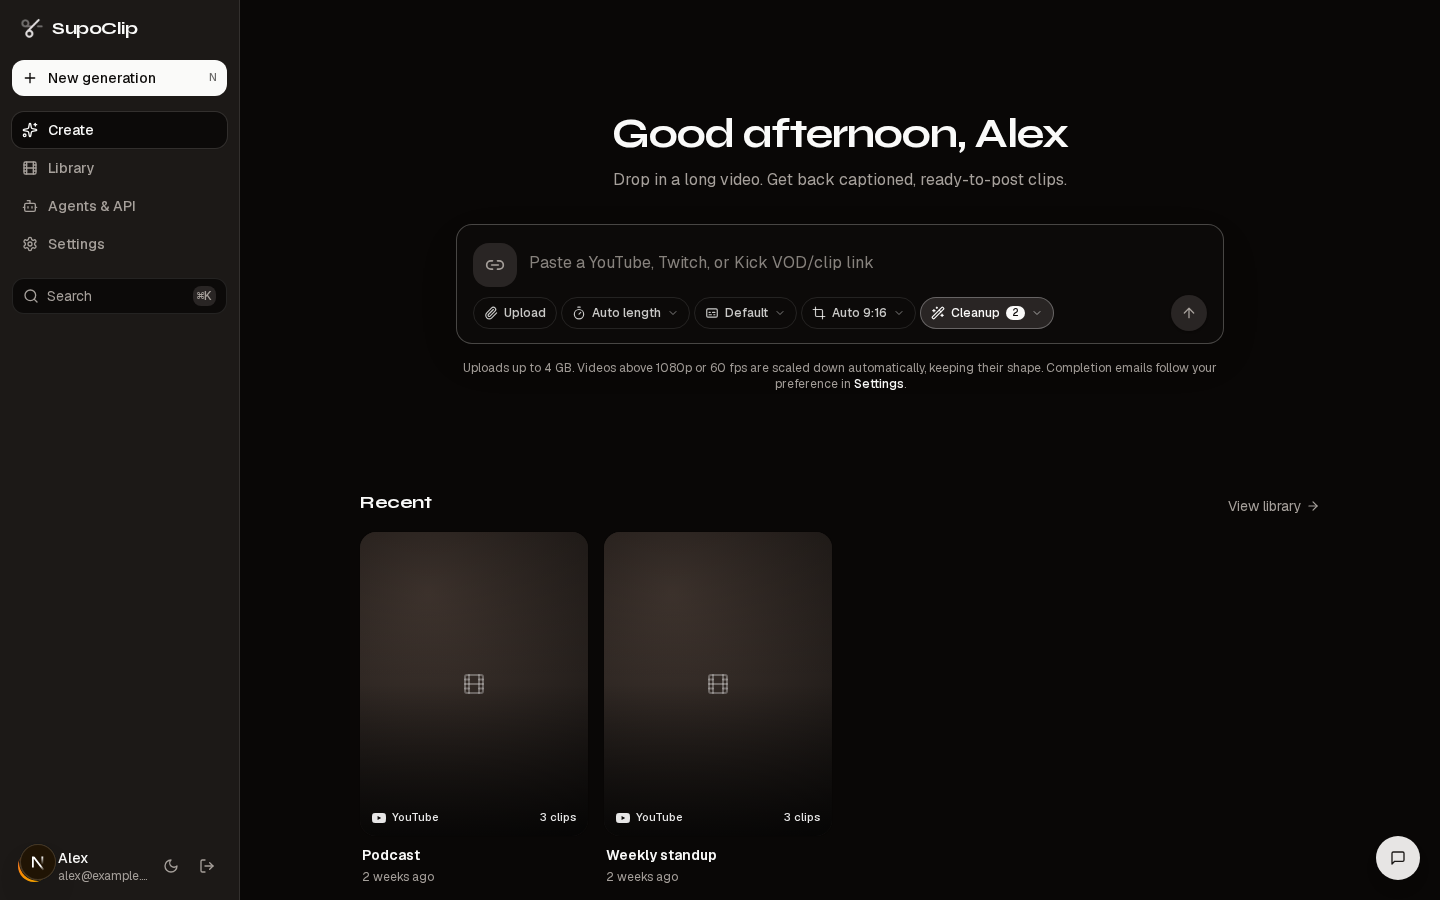 SupoClip
New generation N
Create
Library
Agents & API
Settings
Search ⌘K
Good afternoon, Alex
Drop in a long video. Get back captioned, ready-to-post clips.
Paste a YouTube, Twitch, or Kick VOD/clip link
Upload Auto length Default Auto 9:16 Cleanup 2
Uploads up to 4 GB. Videos above 1080p or 60 fps are scaled down automatically, keeping their shape. Completion emails follow your
preference in Settings.
Recent
View library →
YouTube 3 clips
Podcast
2 weeks ago
YouTube 3 clips
Weekly standup
2 weeks ago
N
Alex
alex@example....